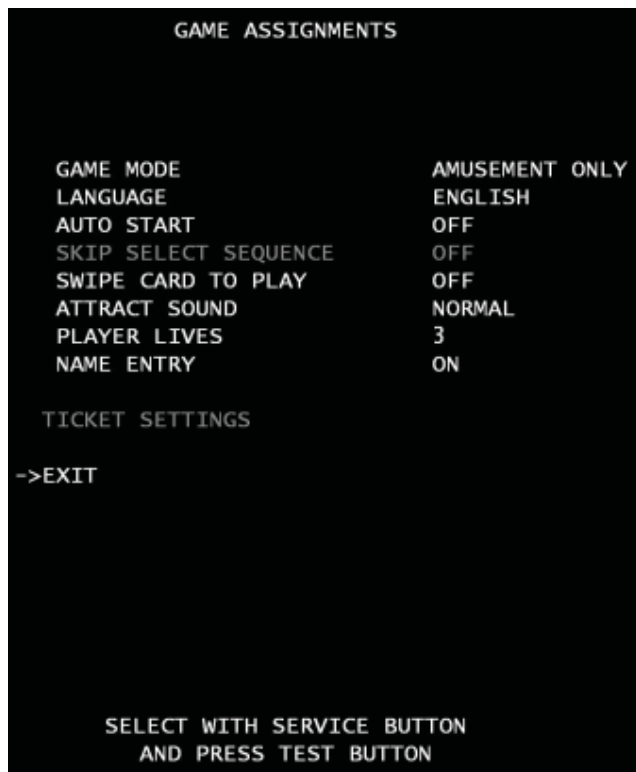 GAME ASSIGNMENTS
GAME MODE AMUSEMENT ONLY
LANGUAGE ENGLISH
AUTO START OFF
SKIP SELECT SEQUENCE OFF
SWIPE CARD TO PLAY OFF
ATTRACT SOUND NORMAL
PLAYER LIVES 3
NAME ENTRY ON
TICKET SETTINGS
->EXIT
SELECT WITH SERVICE BUTTON
AND PRESS TEST BUTTON